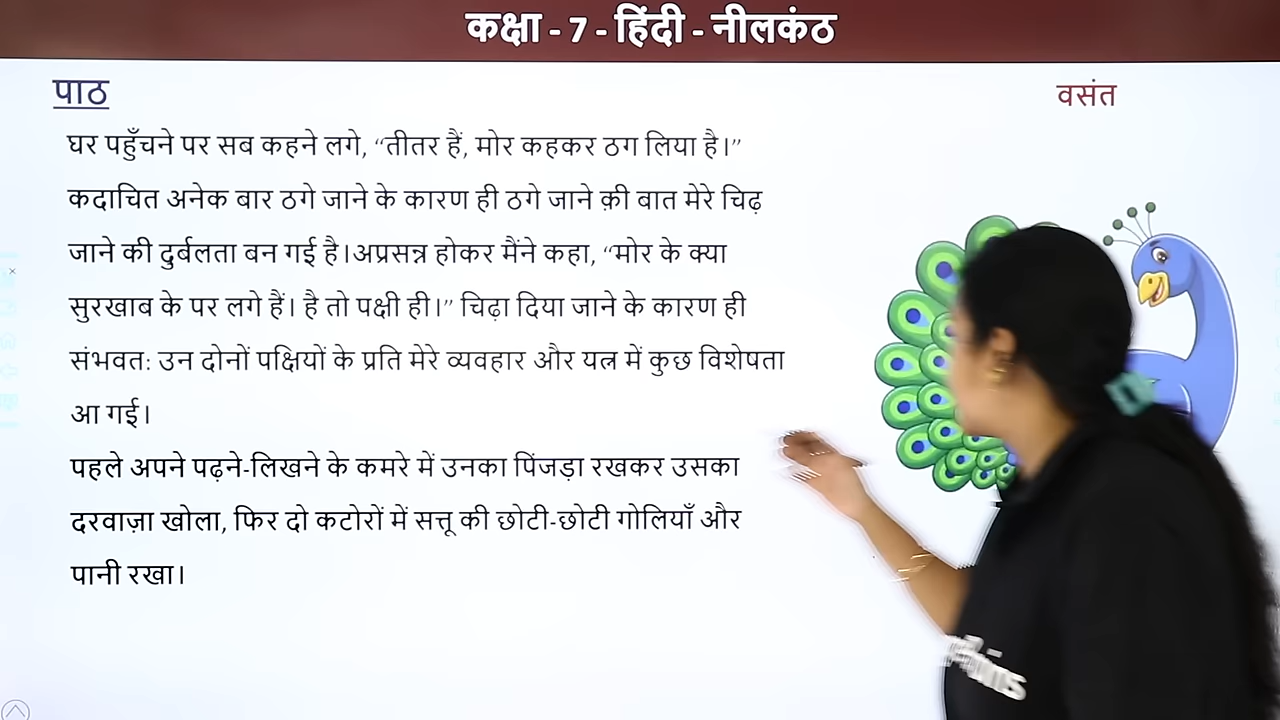 कक्षा - 7 - हिंदी - नीलकंठ
पाठ
वसंत
घर पहुँचने पर सब कहने लगे, “तीतर हैं, मोर कहकर ठग लिया है।”
कदाचित अनेक बार ठगे जाने के कारण ही ठगे जाने क़ी बात मेरे चिढ़
जाने की दुर्बलता बन गई है।अप्रसन्न होकर मैंने कहा, “मोर के क्या
सुरखाब के पर लगे हैं। है तो पक्षी ही।” चिढ़ा दिया जाने के कारण ही
संभवत: उन दोनों पक्षियों के प्रति मेरे व्यवहार और यत्न में कुछ विशेषता
आ गई।
पहले अपने पढ़ने-लिखने के कमरे में उनका पिंजड़ा रखकर उसका
दरवाज़ा खोला, फिर दो कटोरों में सत्तू की छोटी-छोटी गोलियाँ और
पानी रखा।